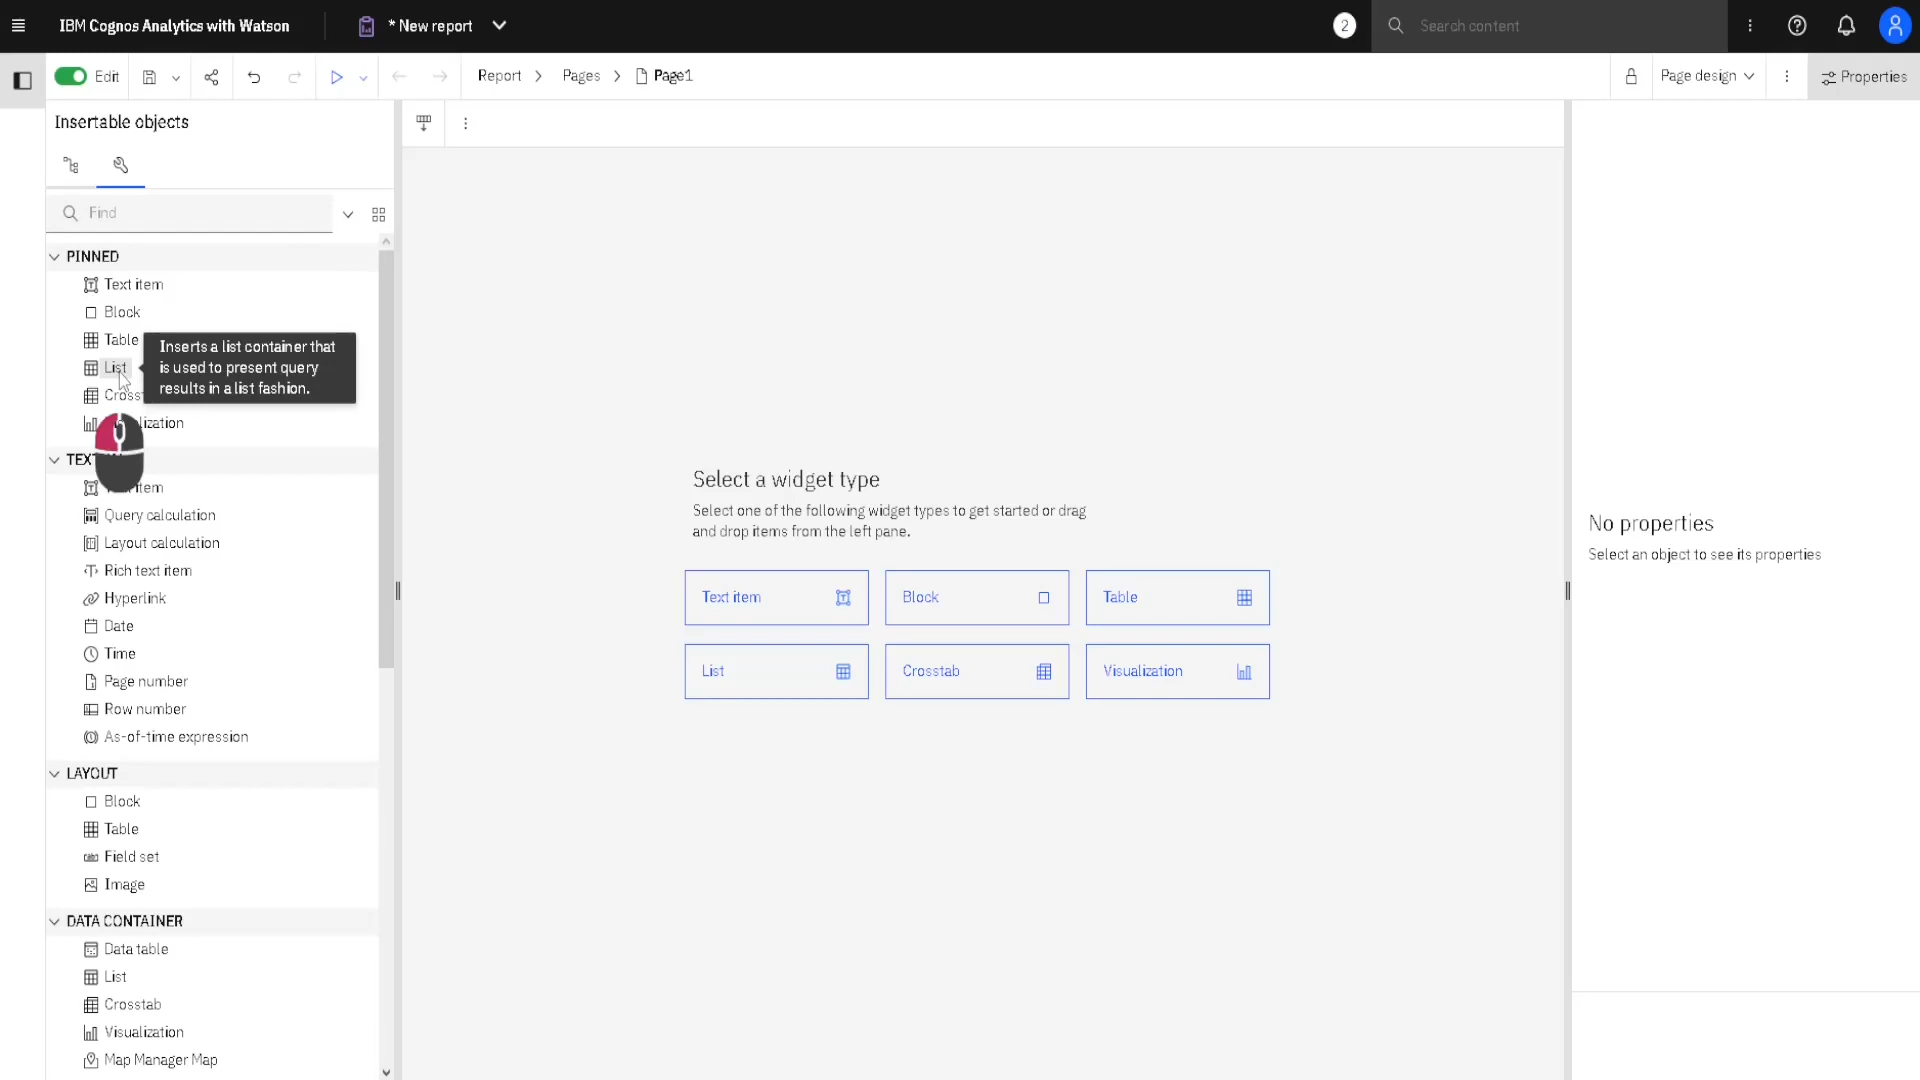 IBM Cognos Analytics with Watson
* New report
2
Search content
Edit
Report
Pages
Page1
Page design
Properties
Insertable objects
Find
PINNED
Text item
Block
Table
List
Inserts a list container that
is used to present query
results in a list fashion.
Select a widget type
Select one of the following widget types to get started or drag
and drop items from the left pane.
Text item
Block
Table
List
Crosstab
Visualization
No properties
Select an object to see its properties
Query calculation
Layout calculation
Rich text item
Hyperlink
Date
Time
Page number
Row number
As-of-time expression
LAYOUT
Block
Table
Field set
Image
DATA CONTAINER
Data table
List
Crosstab
Visualization
Map Manager Map